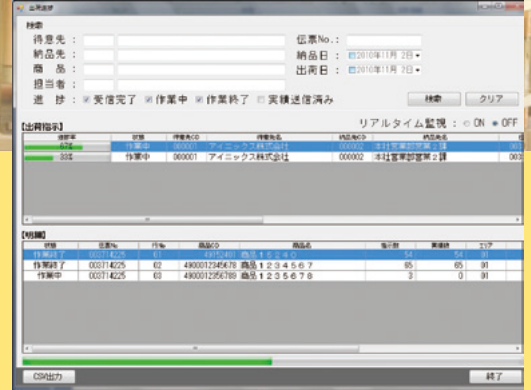 出荷進捗
検索
得意先：
伝票No.：
納品先：
納品日： 2010年11月 2日
商　品：
出荷日： 2010年11月 2日
担当者：
進　捗： 受信完了 作業中 作業終了 実績送信済み
検索 クリア
リアルタイム監視： ON OFF
【出荷指示】
進捗率 状態 得意先CD 得意先名 納品先CD 納品先名
67% 作業中 000001 アイニックス株式会社 000002 本社営業部営業2課 003
33% 作業中 000001 アイニックス株式会社 000002 本社営業部営業2課 003
【明細】
状態 伝票No 行No 商品CD 商品名 指示数 実績数 エリア
作業終了 003714225 01 49152401 商品15240 54 54 01
作業終了 003714225 02 4900012345678 商品1234567 65 65 01
作業中 003714225 03 4900012356789 商品1235678 3 0 01
CSV出力 終了